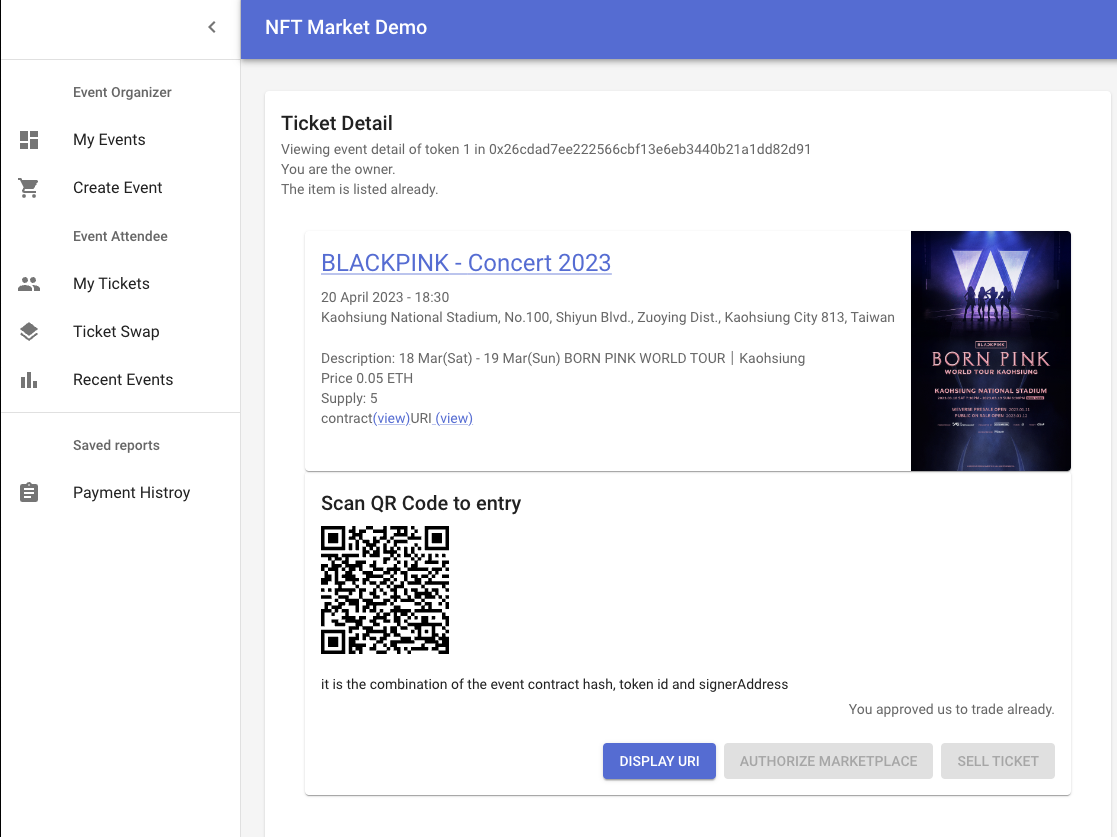 NFT Market Demo
Event Organizer
My Events
Create Event
Event Attendee
My Tickets
Ticket Swap
Recent Events
Saved reports
Payment Histroy
Ticket Detail
Viewing event detail of token 1 in 0x26cdad7ee222566cbf13e6eb3440b21a1dd82d91
You are the owner.
The item is listed already.
BLACKPINK - Concert 2023
20 April 2023 - 18:30
Kaohsiung National Stadium, No.100, Shiyun Blvd., Zuoying Dist., Kaohsiung City 813, Taiwan
Description: 18 Mar(Sat) - 19 Mar(Sun) BORN PINK WORLD TOUR｜Kaohsiung
Price 0.05 ETH
Supply: 5
contract(view)URI (view)
BLACKPINK
BORN PINK
WORLD TOUR KAOHSIUNG
KAOHSIUNG NATIONAL STADIUM
Scan QR Code to entry
it is the combination of the event contract hash, token id and signerAddress
You approved us to trade already.
DISPLAY URI
AUTHORIZE MARKETPLACE
SELL TICKET